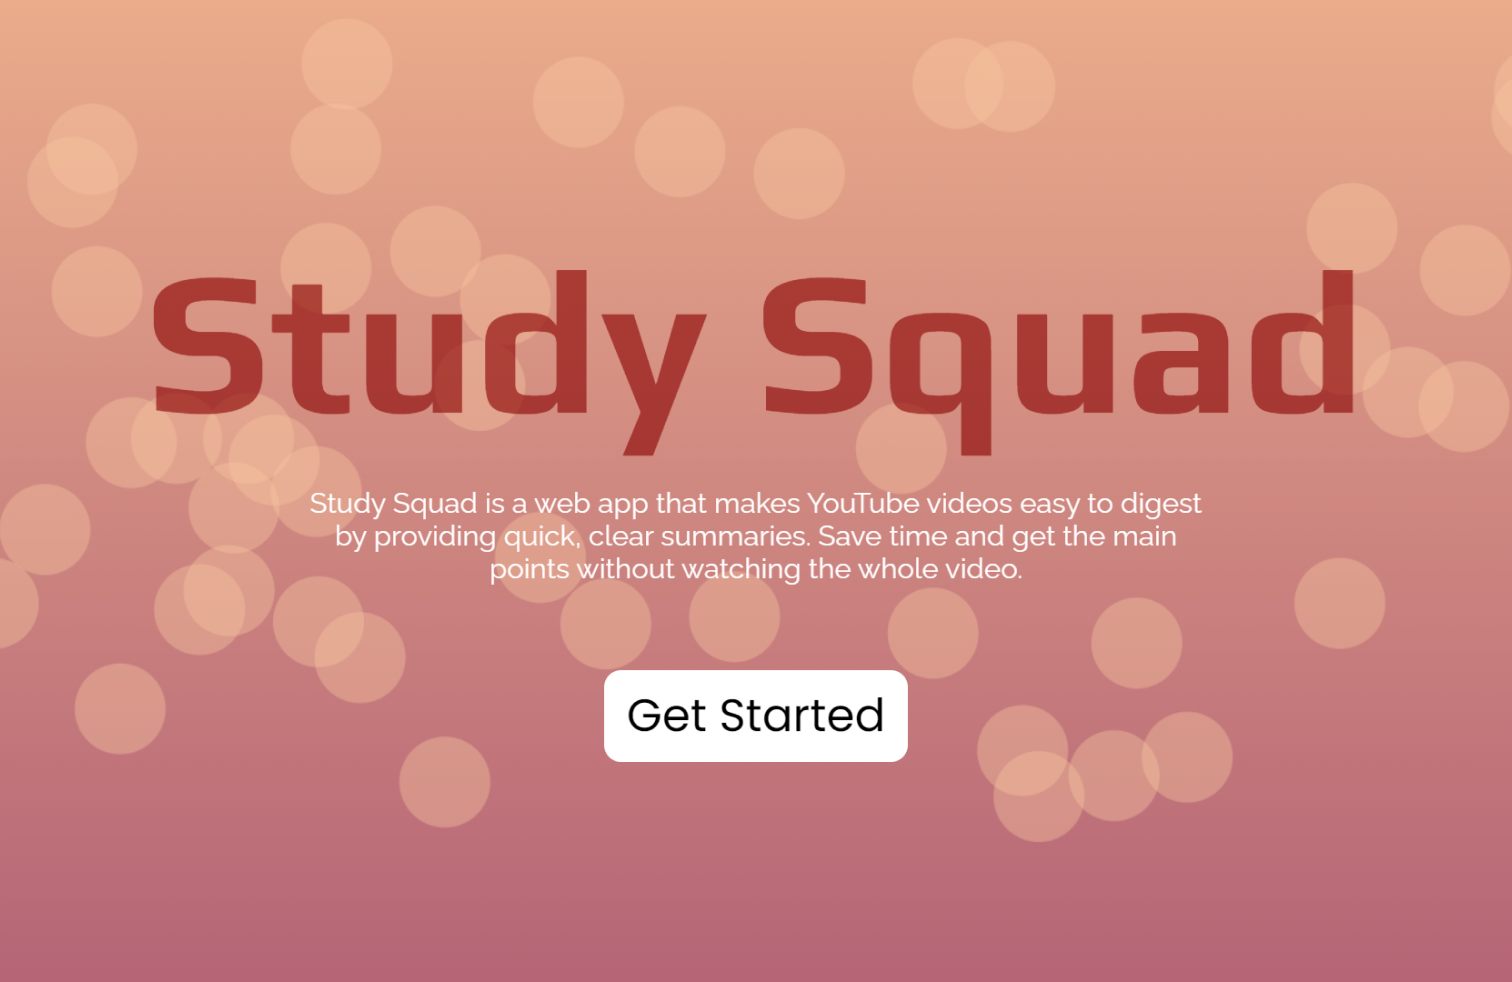 Study Squad
Study Squad is a web app that makes YouTube videos easy to digest
by providing quick, clear summaries. Save time and get the main
points without watching the whole video.
Get Started